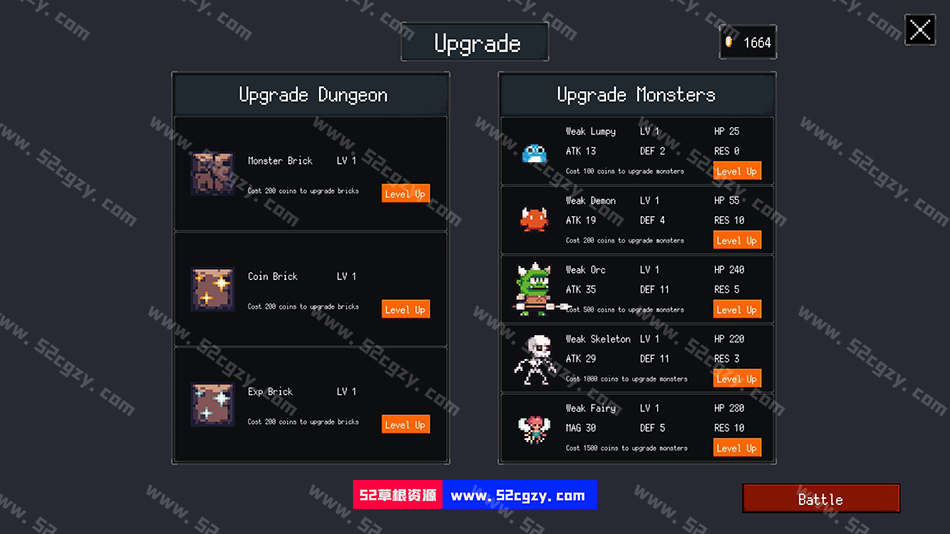 Upgrade
1664
Upgrade Dungeon
Monster Brick LV 1
Cost 200 coins to upgrade bricks
Level Up
Coin Brick LV 1
Cost 200 coins to upgrade bricks
Level Up
Exp Brick LV 1
Cost 200 coins to upgrade bricks
Level Up
Upgrade Monsters
Weak Lumpy LV 1 HP 25
ATK 13 DEF 2 RES 0
Cost 100 coins to upgrade monsters
Level Up
Weak Demon LV 1 HP 55
ATK 19 DEF 4 RES 10
Cost 200 coins to upgrade monsters
Level Up
Weak Orc LV 1 HP 240
ATK 35 DEF 11 RES 5
Cost 500 coins to upgrade monsters
Level Up
Weak Skeleton LV 1 HP 220
ATK 29 DEF 11 RES 3
Cost 1000 coins to upgrade monsters
Level Up
Weak Fairy LV 1 HP 280
MAG 30 DEF 5 RES 10
Cost 1500 coins to upgrade monsters
Level Up
52草根资源 www.52cgzy.com
Battle
www.52cgzy.com